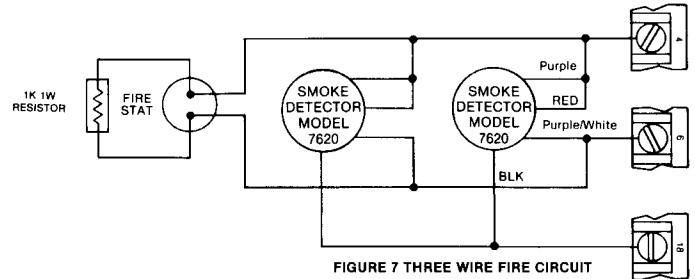 4
Purple
1K 1W
RESISTOR
FIRE
STAT
SMOKE
DETECTOR
MODEL
7620
SMOKE
DETECTOR
MODEL
7620
RED
Purple/White
6
BLK
18
FIGURE 7 THREE WIRE FIRE CIRCUIT